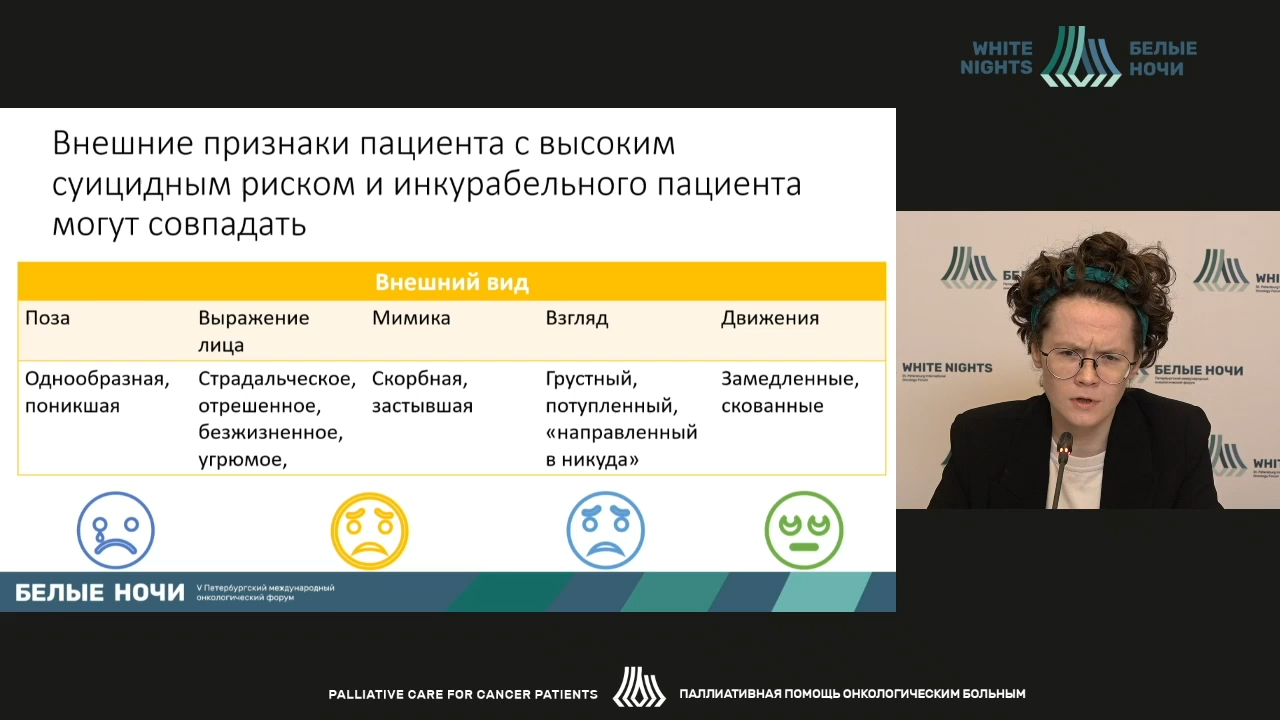 WHITE
NIGHTS
БЕЛЫЕ
НОЧИ
Внешние признаки пациента с высоким
суицидным риском и инкурабельного пациента
могут совпадать
Внешний вид
Поза
Выражение
лица
Мимика
Взгляд
Движения
Однообразная,
поникшая
Страдальческое,
отрешенное,
безжизненное,
угрюмое,
Скорбная,
застывшая
Грустный,
потупленный,
«направленный
в никуда»
Замедленные,
скованные
БЕЛЫЕ НОЧИ
V Петербургский международный
онкологический форум
WHITE NIGHTS
БЕЛЫЕ НОЧИ
PALLIATIVE CARE FOR CANCER PATIENTS
ПАЛЛИАТИВНАЯ ПОМОЩЬ ОНКОЛОГИЧЕСКИМ БОЛЬНЫМ